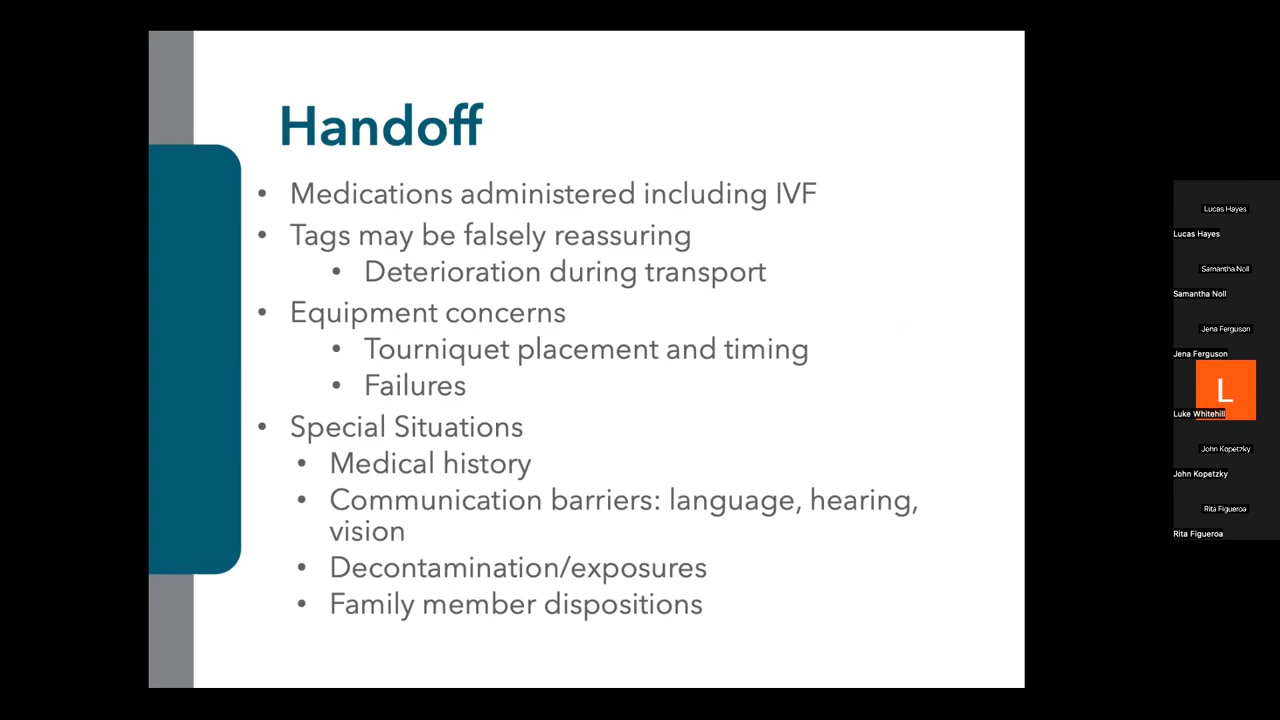 Handoff
• Medications administered including IVF
• Tags may be falsely reassuring
• Deterioration during transport
• Equipment concerns
• Tourniquet placement and timing
• Failures
• Special Situations
• Medical history
• Communication barriers: language, hearing,
vision
• Decontamination/exposures
• Family member dispositions
Lucas Hayes
Lucas Hayes
Samantha Noll
Samantha Noll
Jena Ferguson
Jena Ferguson
L
Luke Whitehill
John Kopetzky
John Kopetzky
Rita Figueroa
Rita Figueroa